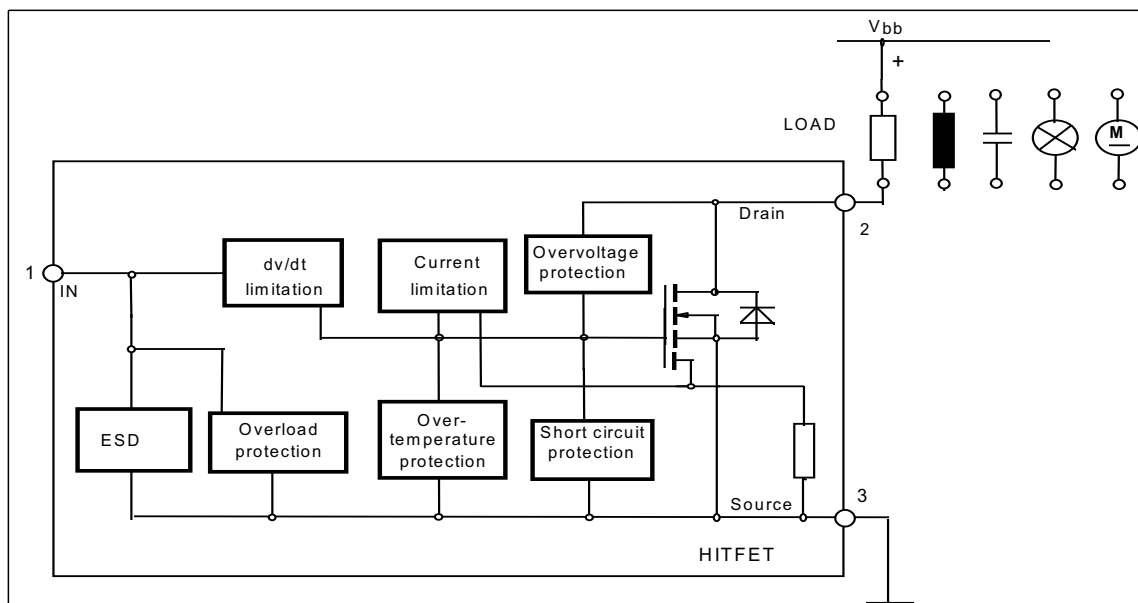 Vbb
+
LOAD
M
Drain
2
1
IN
dv/dt
limitation
Current
limitation
Overvoltage
protection
ESD
Overload
protection
Over-
temperature
protection
Short circuit
protection
Source
3
HITFET